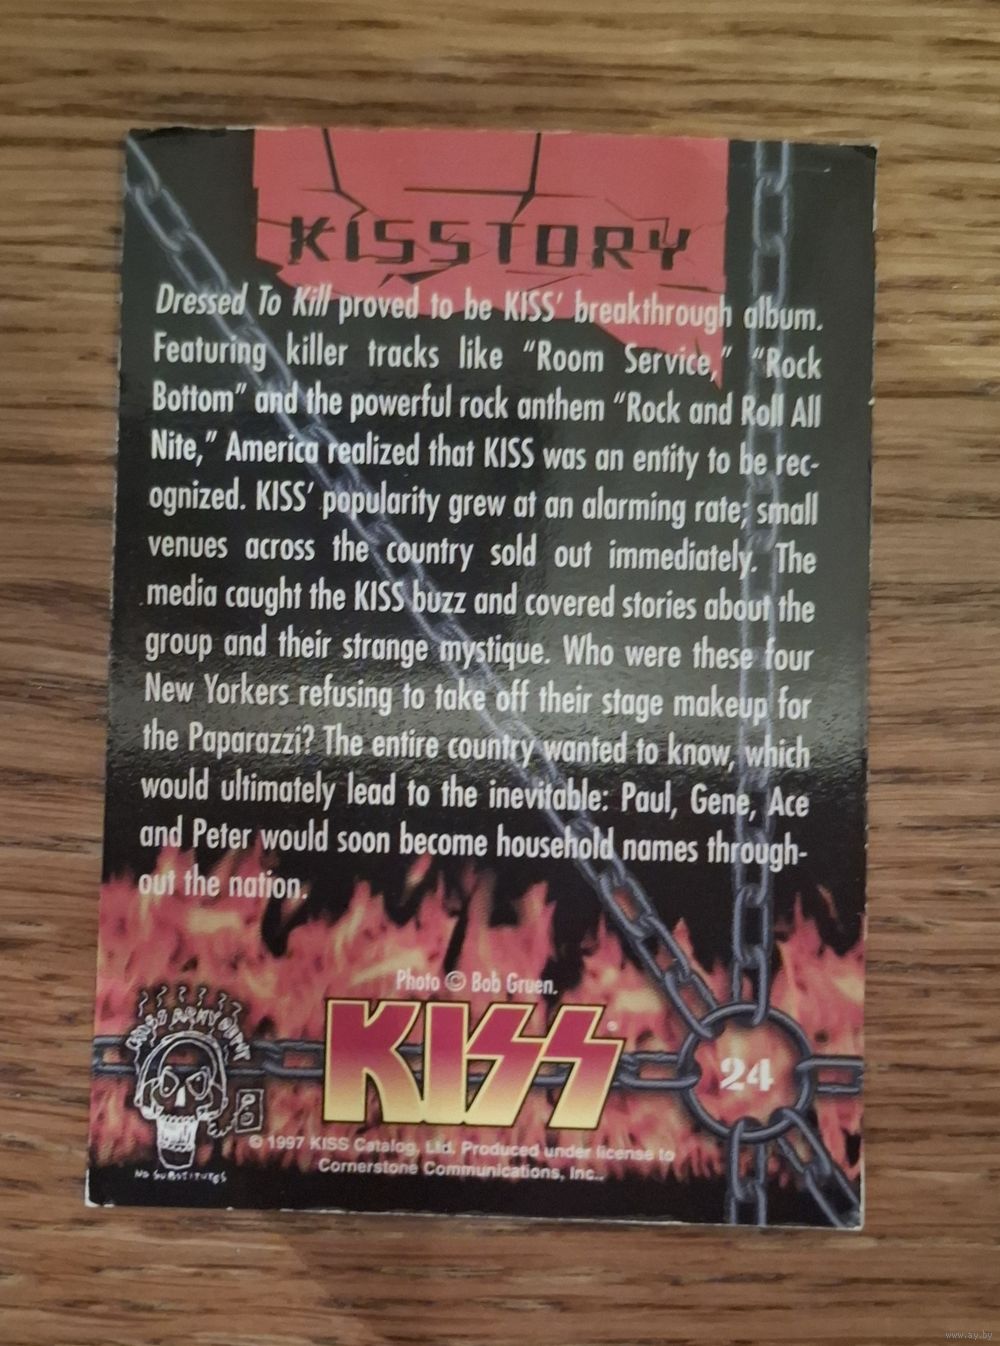 KISSTORY
Dressed To Kill proved to be KISS' breakthrough album.
Featuring killer tracks like "Room Service," "Rock
Bottom" and the powerful rock anthem "Rock and Roll All
Nite," America realized that KISS was an entity to be rec-
ognized. KISS' popularity grew at an alarming rate; small
venues across the country sold out immediately. The
media caught the KISS buzz and covered stories about the
group and their strange mystique. Who were these four
New Yorkers refusing to take off their stage makeup for
the Paparazzi? The entire country wanted to know, which
would ultimately lead to the inevitable: Paul, Gene, Ace
and Peter would soon become household names through-
out the nation.
Photo © Bob Gruen.
KISS®
24
KISS ARMY
NO SUBSTITUTES
© 1997 KISS Catalog, Ltd. Produced under license to
Cornerstone Communications, Inc..
www.ay.by